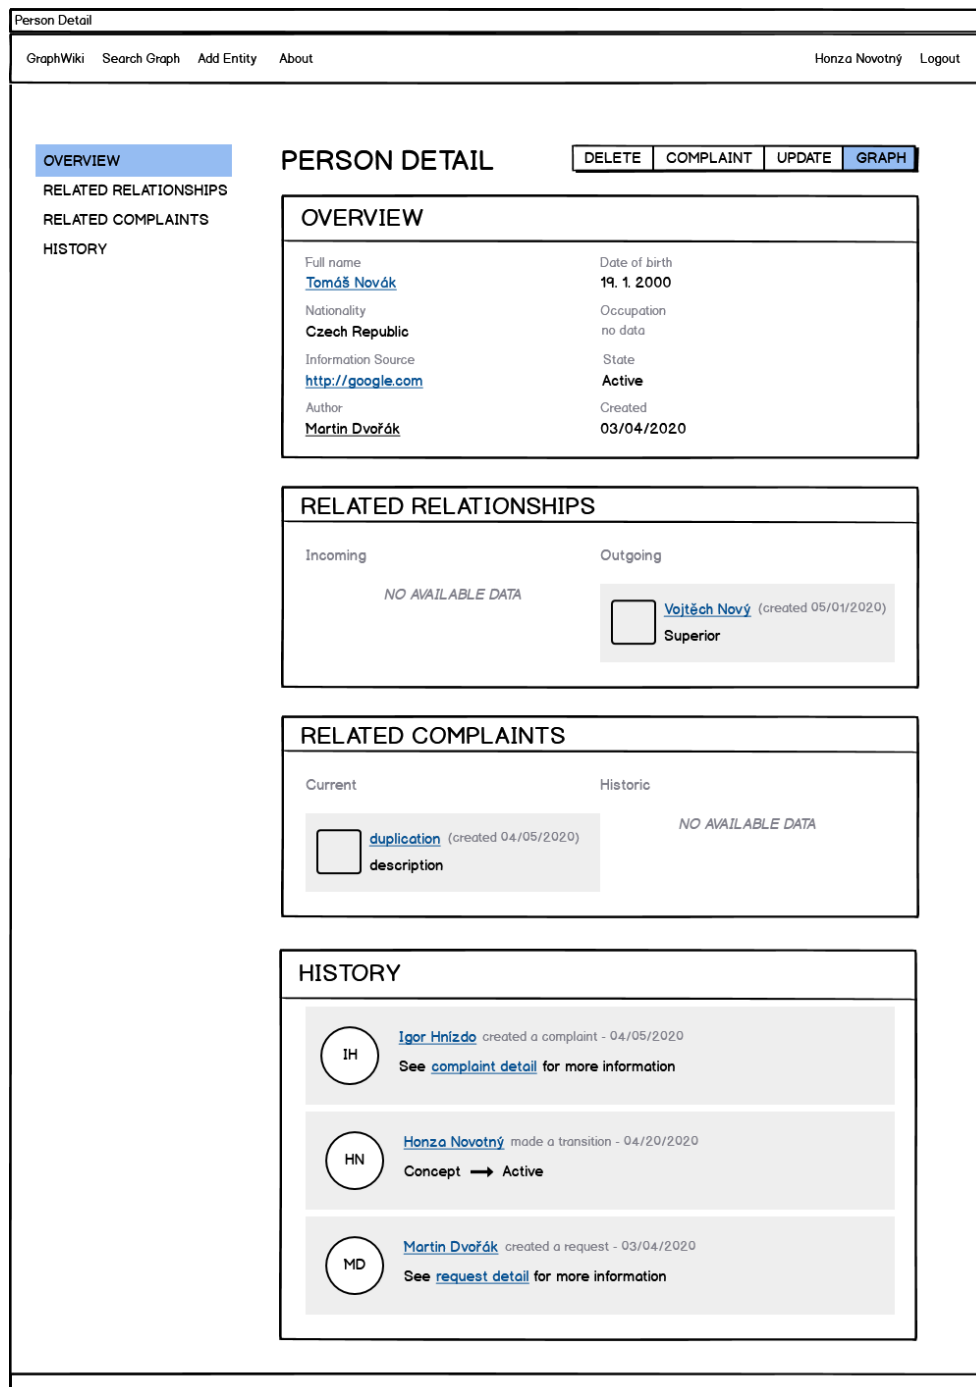 Person Detail
GraphWiki Search Graph Add Entity About Honza Novotný Logout
OVERVIEW
RELATED RELATIONSHIPS
RELATED COMPLAINTS
HISTORY
PERSON DETAIL
DELETE COMPLAINT UPDATE GRAPH
OVERVIEW
Full name Date of birth
Tomáš Novák 19. 1. 2000
Nationality Occupation
Czech Republic no data
Information Source State
http://google.com Active
Author Created
Martin Dvořák 03/04/2020
RELATED RELATIONSHIPS
Incoming Outgoing
NO AVAILABLE DATA
Vojtěch Nový (created 05/01/2020)
Superior
RELATED COMPLAINTS
Current Historic
NO AVAILABLE DATA
duplication (created 04/05/2020)
description
HISTORY
IH
Igor Hnízdo created a complaint - 04/05/2020
See complaint detail for more information
HN
Honza Novotný made a transition - 04/20/2020
Concept → Active
MD
Martin Dvořák created a request - 03/04/2020
See request detail for more information